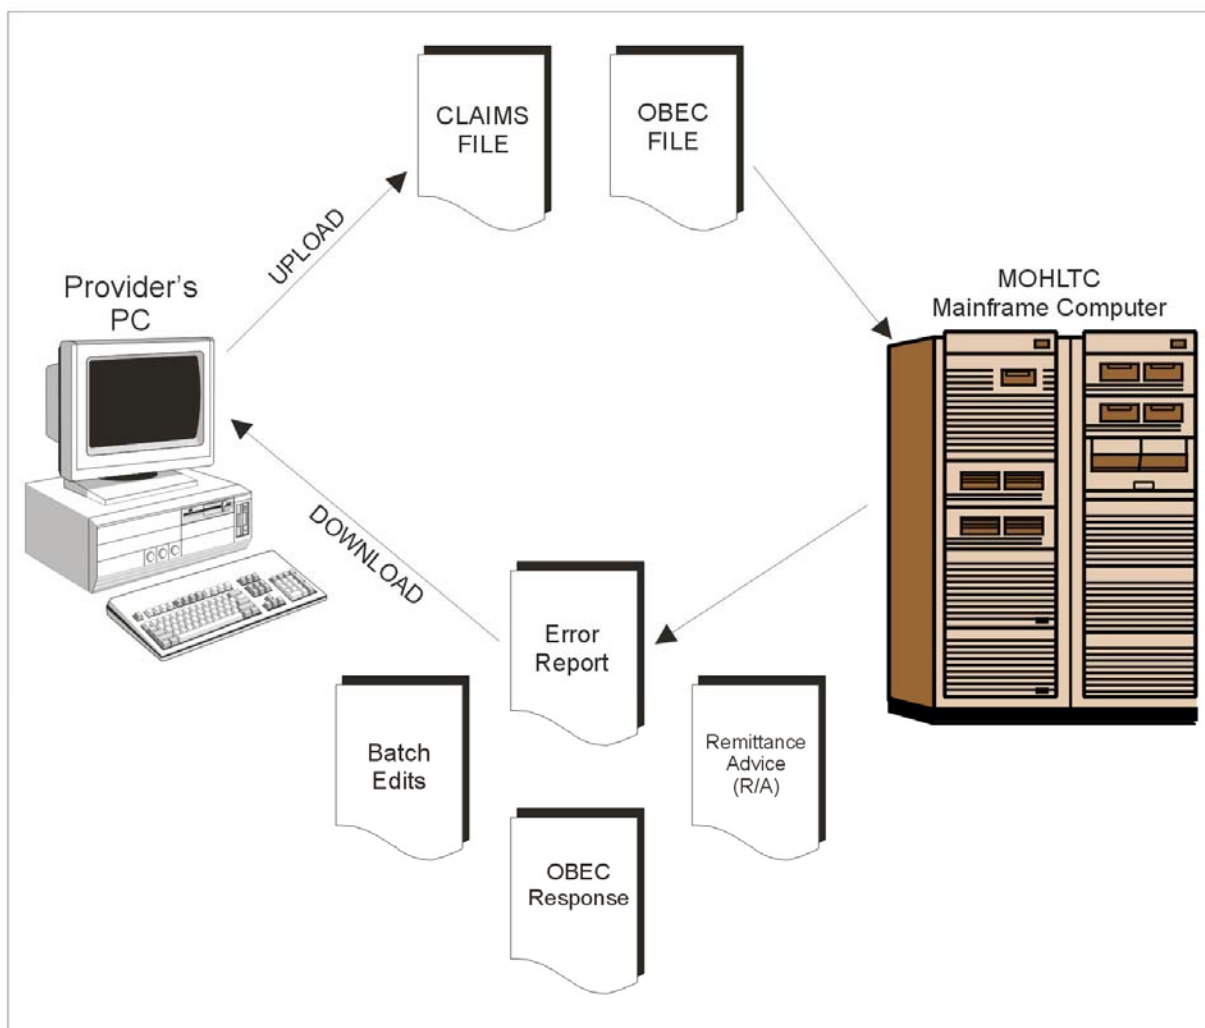 CLAIMS
FILE
OBEC
FILE
UPLOAD
Provider's
PC
MOHLTC
Mainframe Computer
DOWNLOAD
Error
Report
Batch
Edits
Remittance
Advice
(R/A)
OBEC
Response